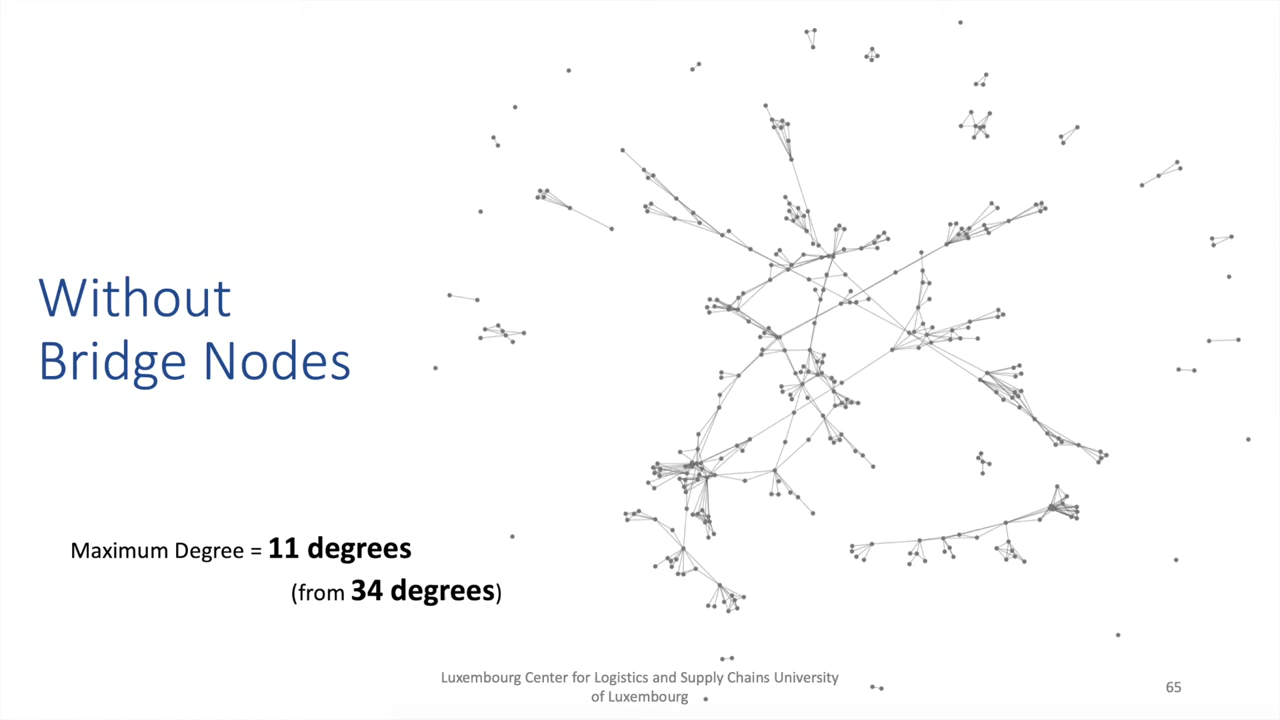 Without
Bridge Nodes
Maximum Degree = 11 degrees
(from 34 degrees)
Luxembourg Center for Logistics and Supply Chains University
of Luxembourg
65